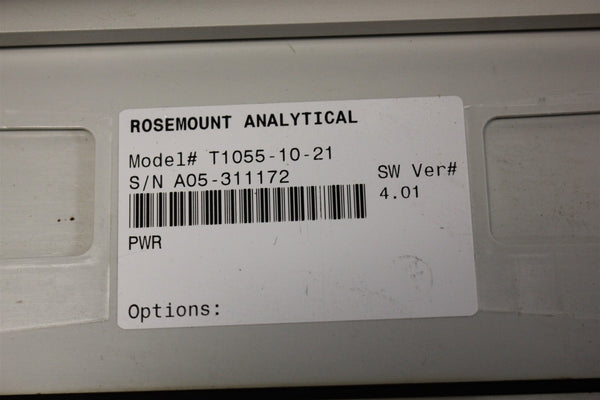 ROSEMOUNT ANALYTICAL
Model# T1055-10-21
S/N A05-311172
SW Ver#
4.01
PWR
Options: